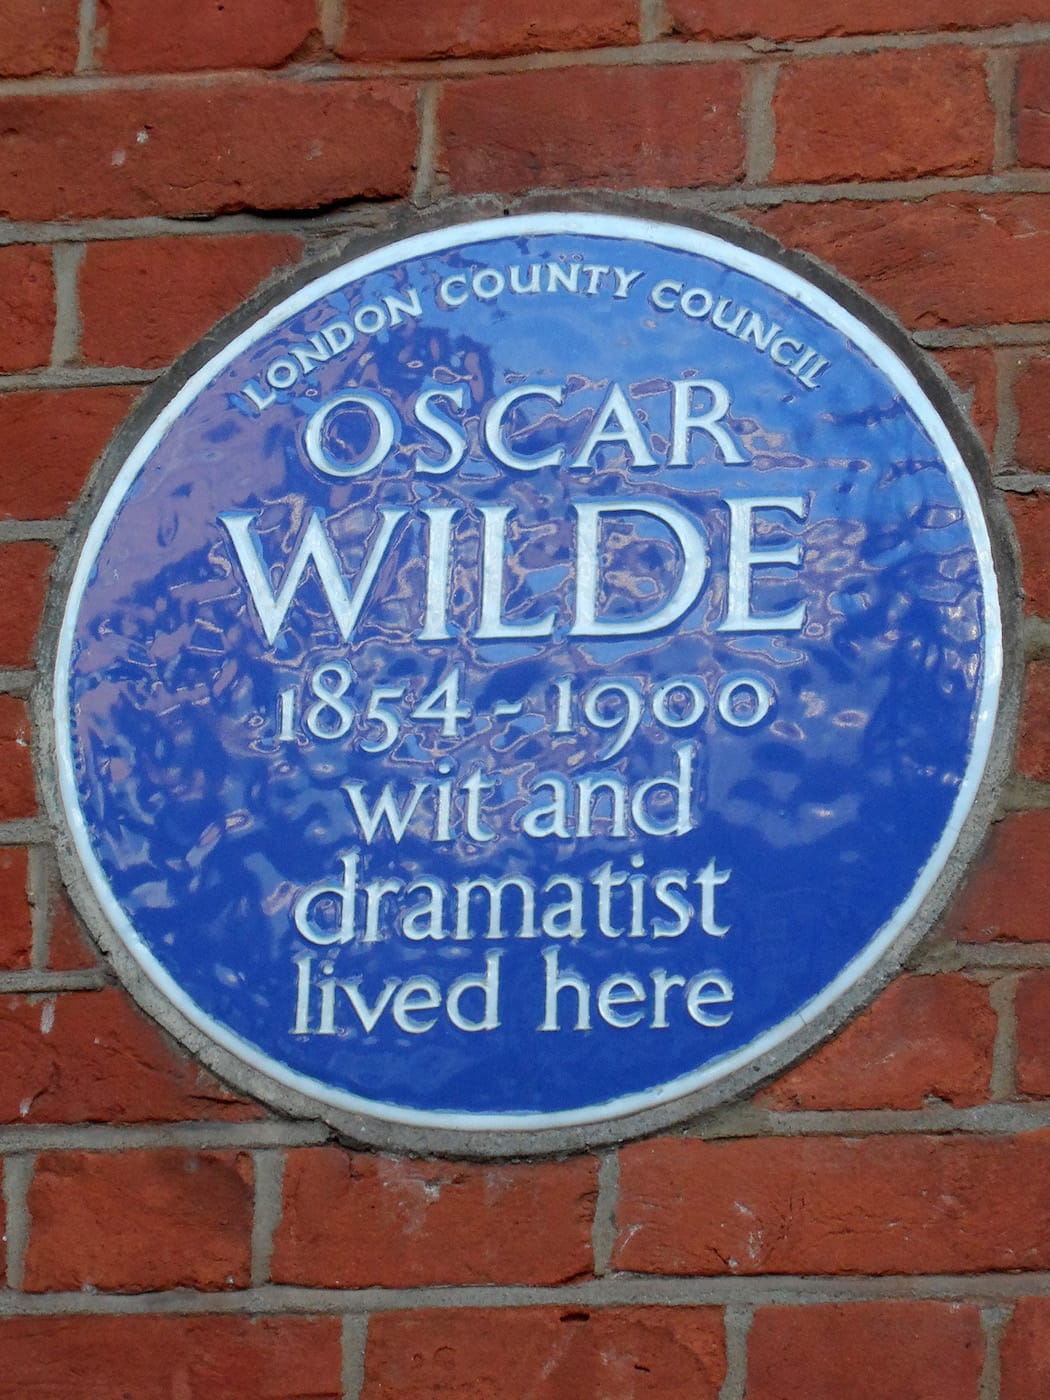 LONDON COUNTY COUNCIL
OSCAR
WILDE
1854-1900
wit and
dramatist
lived here